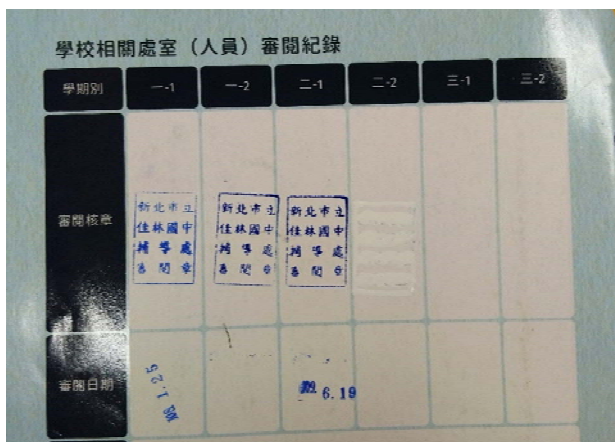 學校相關處室（人員）審閱紀錄
學期別 一-1 一-2 二-1 二-2 三-1 三-2
審閱核章
新北市立
佳林國中
輔導處
審閱章
新北市立
佳林國中
輔導處
審閱章
新北市立
佳林國中
輔導處
審閱章
審閱日期
108.1.25
6.19